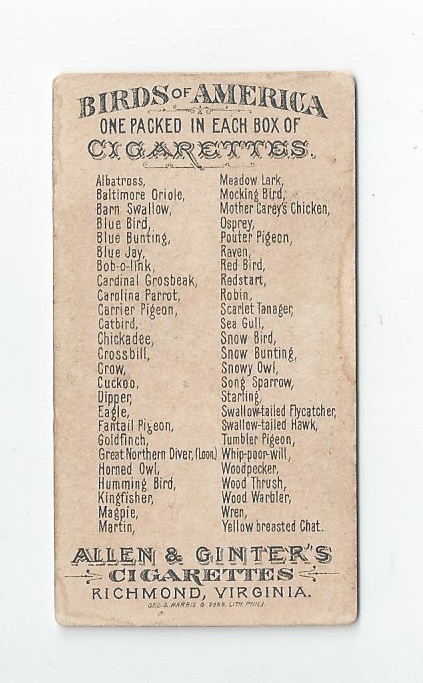 BIRDS OF AMERICA
ONE PACKED IN EACH BOX OF
CIGARETTES.
Albatross,
Baltimore Oriole,
Barn Swallow,
Blue Bird,
Blue Bunting,
Blue Jay,
Bob-o-link,
Cardinal Grosbeak,
Carolina Parrot,
Carrier Pigeon,
Catbird,
Chickadee,
Crossbill,
Crow,
Cuckoo,
Dipper,
Eagle,
Fantail Pigeon,
Goldfinch,
Great Northern Diver, (Loon.)
Horned Owl,
Humming Bird,
Kingfisher,
Magpie,
Martin,
Meadow Lark,
Mocking Bird,
Mother Carey's Chicken,
Osprey,
Pouter Pigeon,
Raven,
Red Bird,
Redstart,
Robin,
Scarlet Tanager,
Sea Gull,
Snow Bird,
Snow Bunting,
Snowy Owl,
Song Sparrow,
Starling,
Swallow-tailed Flycatcher,
Swallow-tailed Hawk,
Tumbler Pigeon,
Whip-poor-will,
Woodpecker,
Wood Thrush,
Wood Warbler,
Wren,
Yellow breasted Chat.
ALLEN & GINTER'S
CIGARETTES
RICHMOND, VIRGINIA.
GEO. S. HARRIS & SONS, LITH. PHILA.